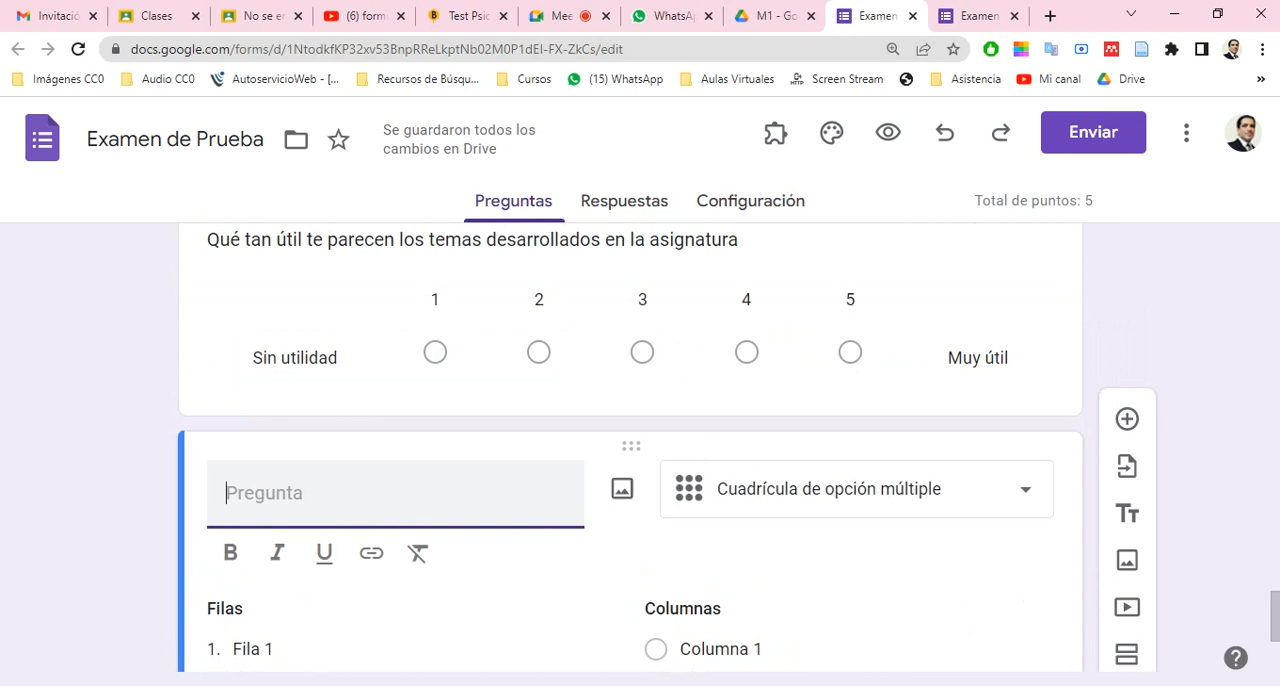 Invitació
Clases
No se er
(6) form
Test Psic
Mee
WhatsA
M1 - Go
Examen
Examen
docs.google.com/forms/d/1NtodkfKP32xv53BnpRReLkptNb02M0P1dEI-FX-ZkCs/edit
Imágenes CC0
Audio CC0
AutoservicioWeb - [...
Recursos de Búsqu...
Cursos
(15) WhatsApp
Aulas Virtuales
Screen Stream
Asistencia
Mi canal
Drive
»
Examen de Prueba
Se guardaron todos los
cambios en Drive
Enviar
Preguntas
Respuestas
Configuración
Total de puntos: 5
Qué tan útil te parecen los temas desarrollados en la asignatura
1 2 3 4 5
Sin utilidad
Muy útil
Pregunta
Cuadrícula de opción múltiple
B I U
Filas
Columnas
1. Fila 1
Columna 1